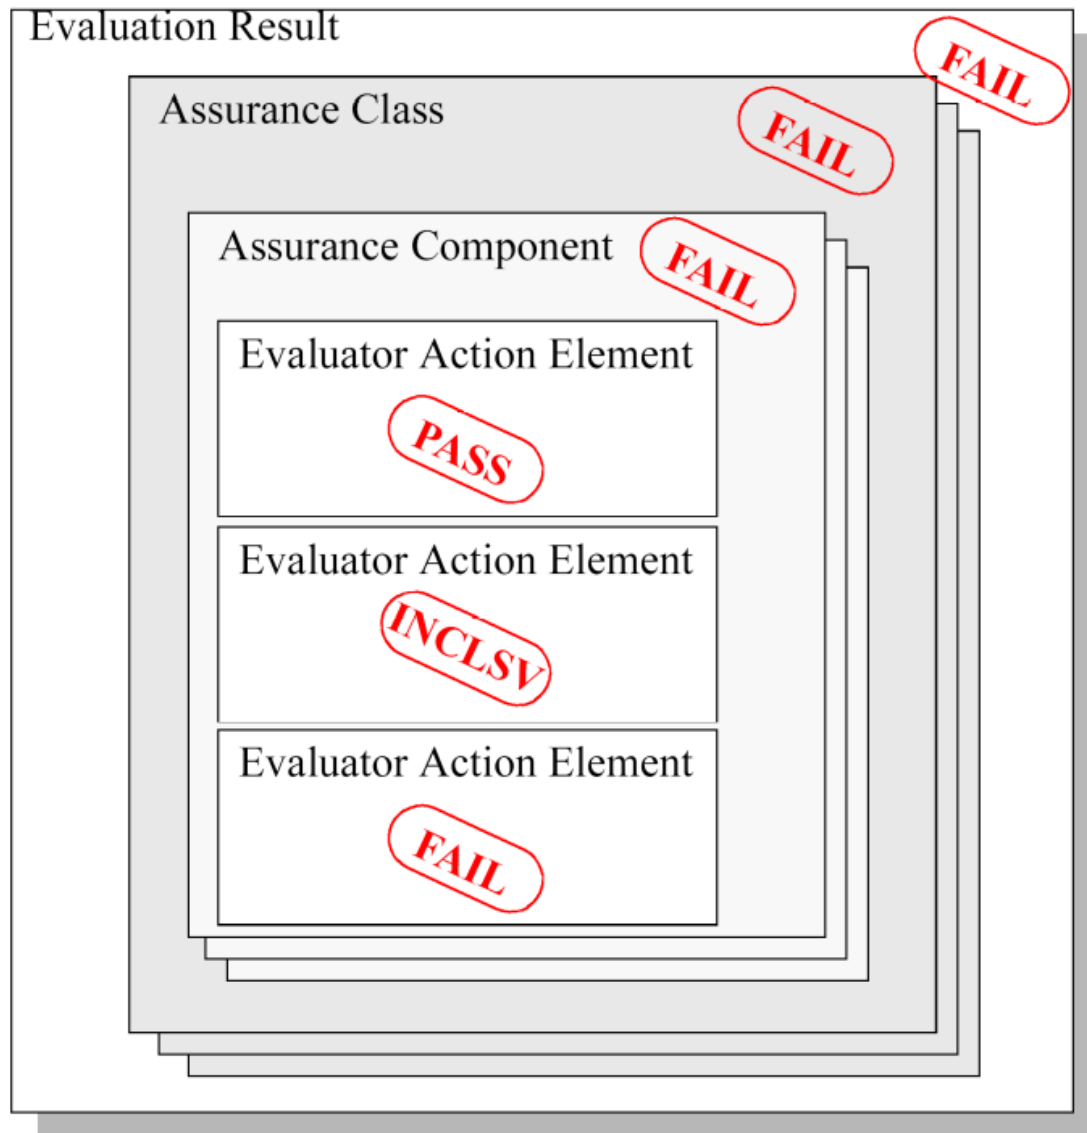 Evaluation Result
FAIL
Assurance Class
FAIL
Assurance Component
FAIL
Evaluator Action Element
PASS
Evaluator Action Element
INCLSV
Evaluator Action Element
FAIL